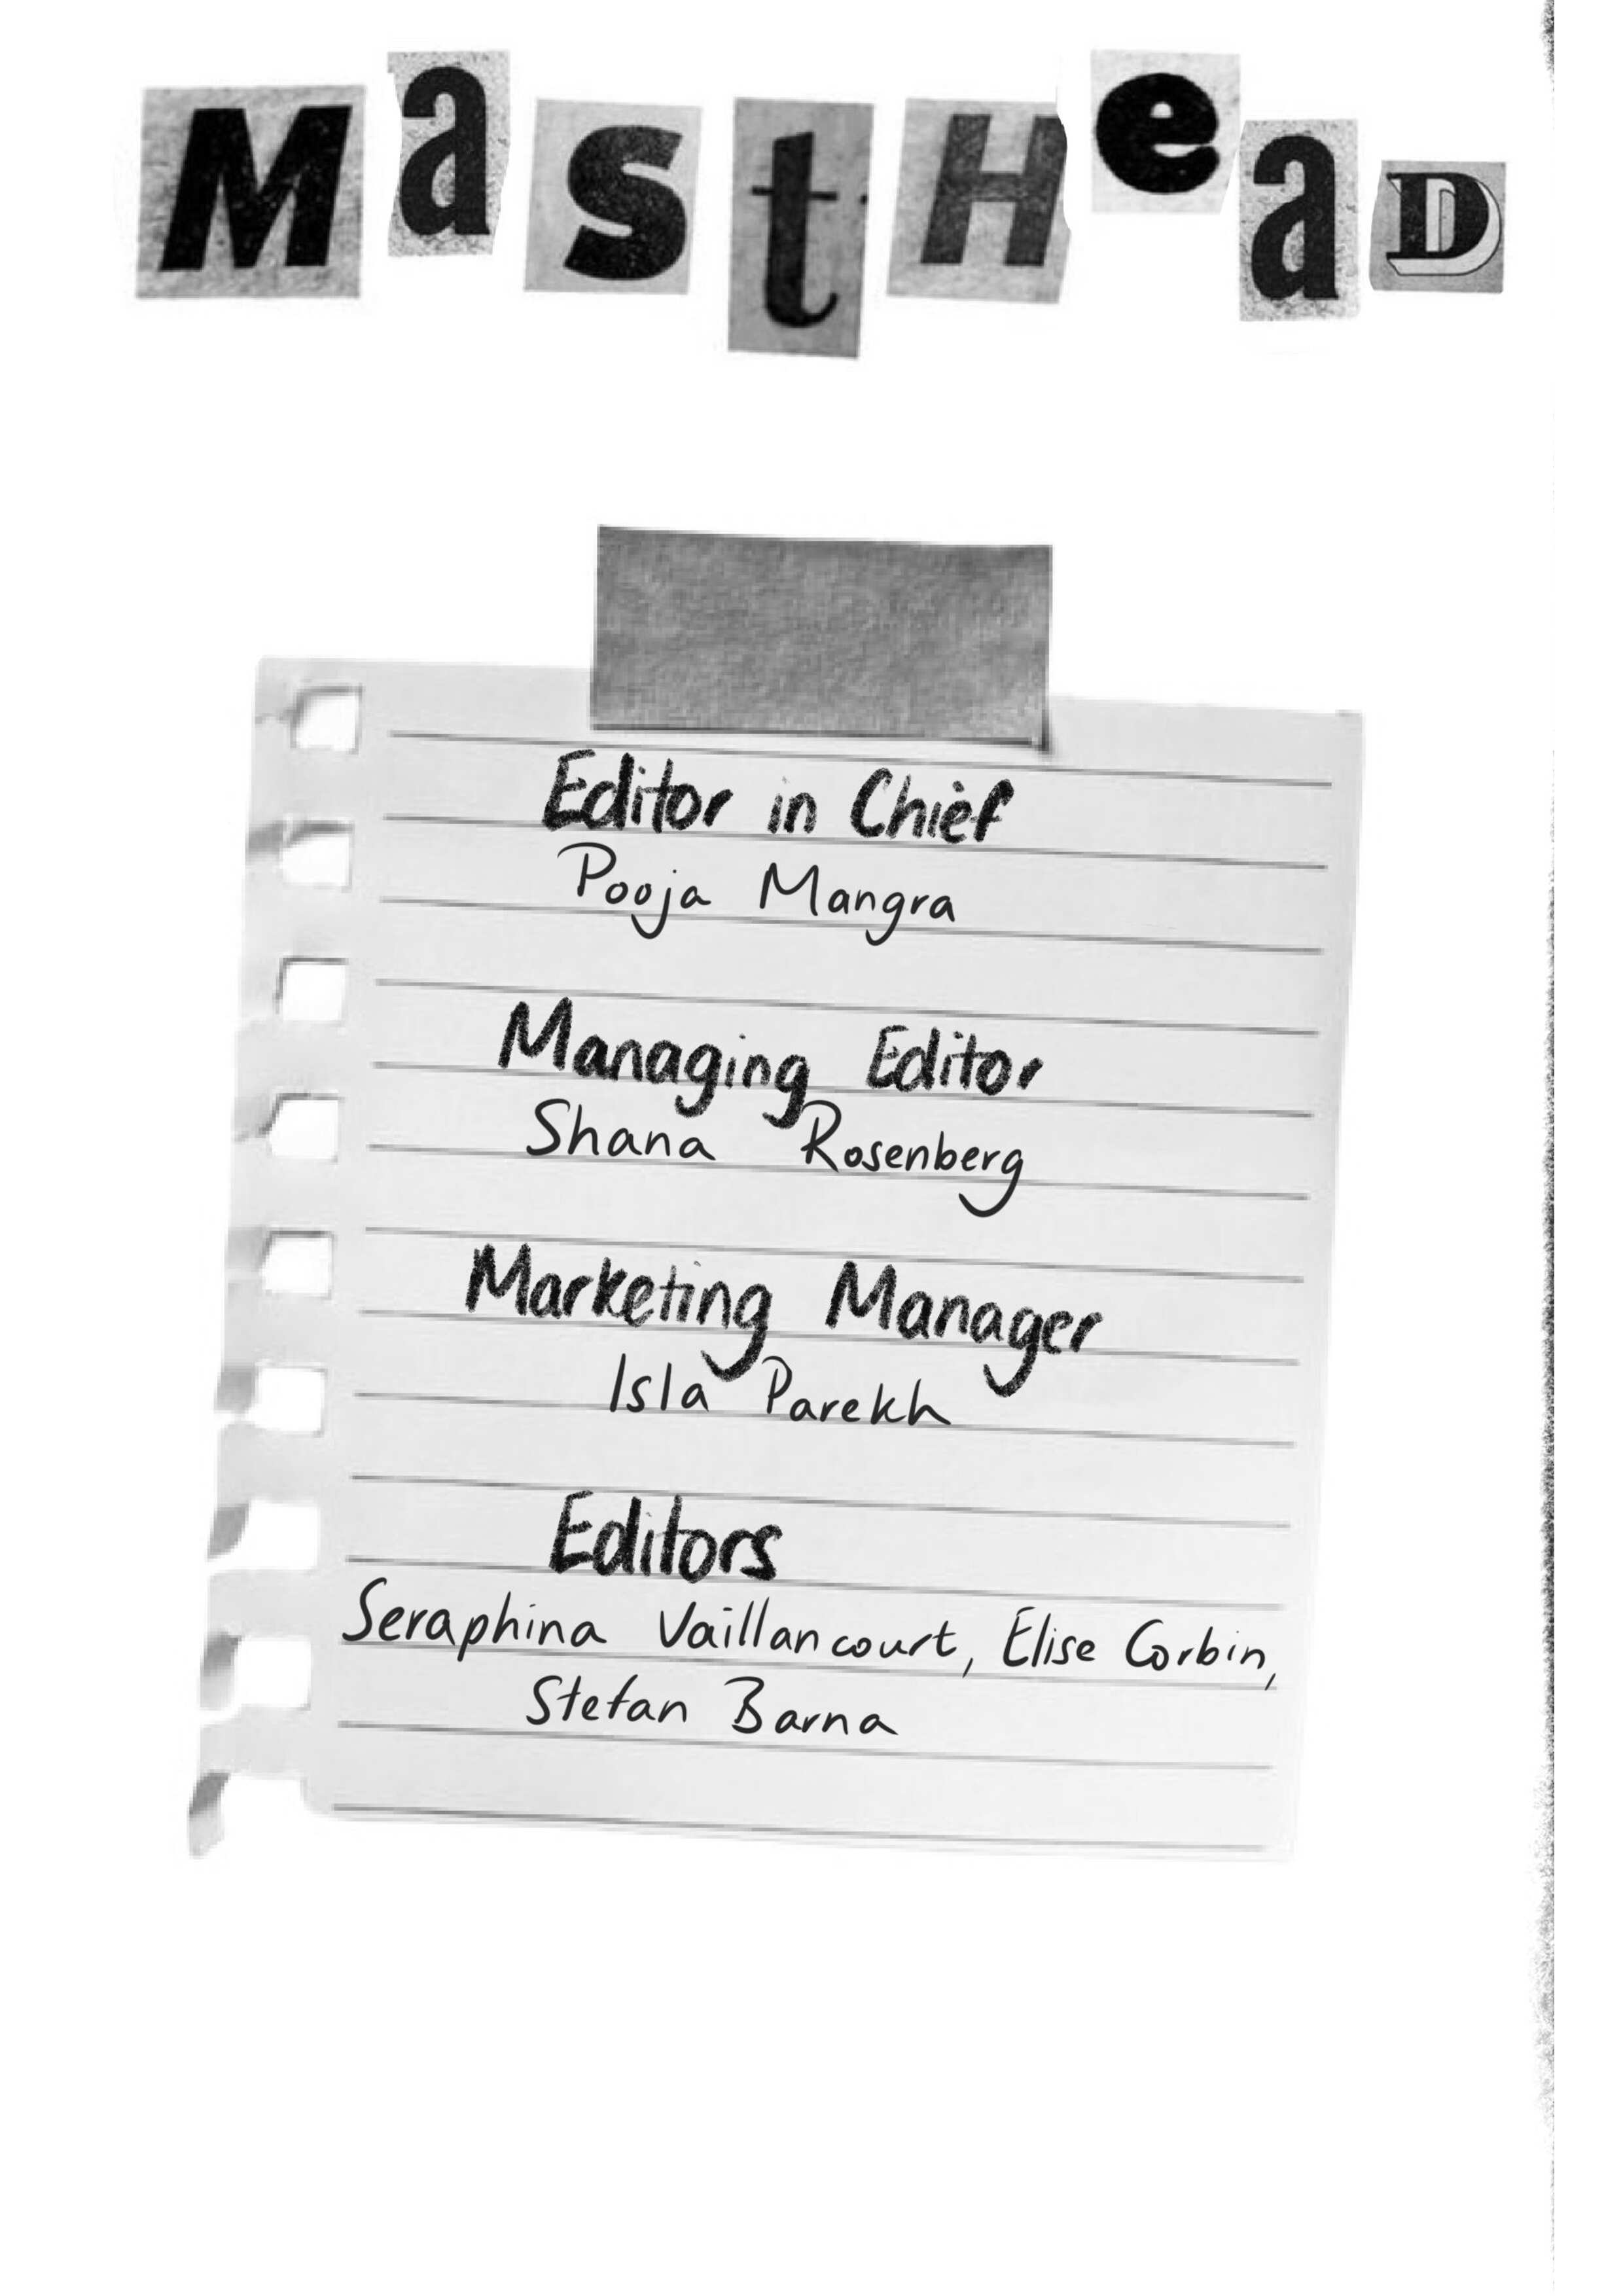 MastHeaD
Editor in Chief
Pooja Mangra
Managing Editor
Shana Rosenberg
Marketing Manager
Isla Parekh
Editors
Seraphina Vaillancourt, Elise Corbin,
Stefan Barna